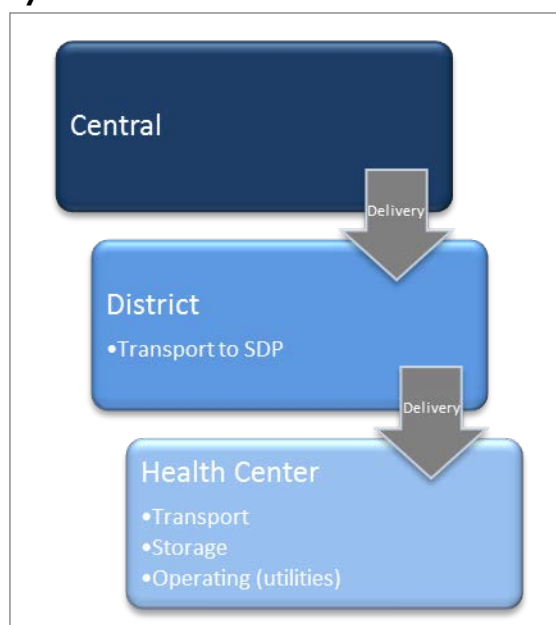 Central
Delivery
District
•Transport to SDP
Delivery
Health Center
•Transport
•Storage
•Operating (utilities)